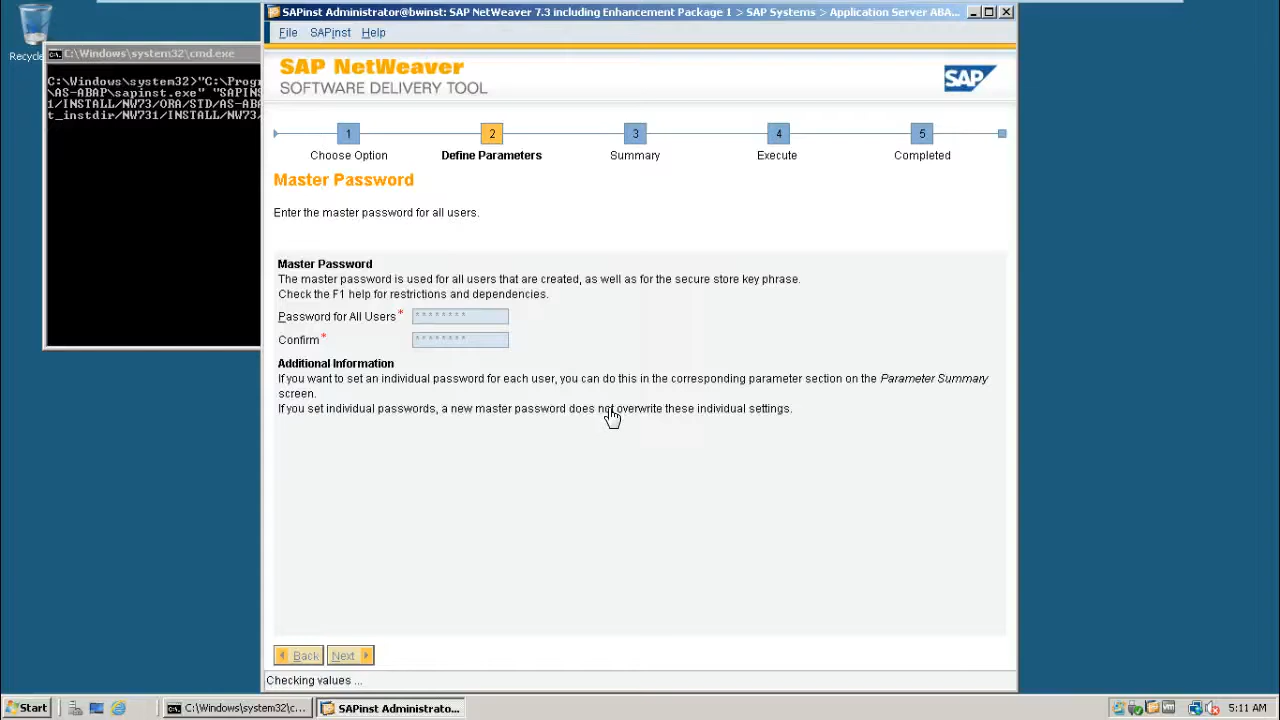 SAPinst Administrator@bwinst: SAP NetWeaver 7.3 including Enhancement Package 1 > SAP Systems > Application Server ABA...
Recycle
C:\Windows\system32\cmd.exe
File SAPinst Help
C:\Windows\system32>"C:\Progr
\AS-ABAP\sapinst.exe" "SAPINS
1/INSTALL/NW73/ORA/STD/AS-ABA
t_instdir/NW731/INSTALL/NW73/
SAP NetWeaver
SOFTWARE DELIVERY TOOL
SAP
1 2 3 4 5
Choose Option Define Parameters Summary Execute Completed
Master Password
Enter the master password for all users.
Master Password
The master password is used for all users that are created, as well as for the secure store key phrase.
Check the F1 help for restrictions and dependencies.
Password for All Users* ********
Confirm* ********
Additional Information
If you want to set an individual password for each user, you can do this in the corresponding parameter section on the Parameter Summary
screen.
If you set individual passwords, a new master password does not overwrite these individual settings.
Back Next
Checking values ...
Start C:\Windows\system32\c... SAPinst Administrato... 5:11 AM